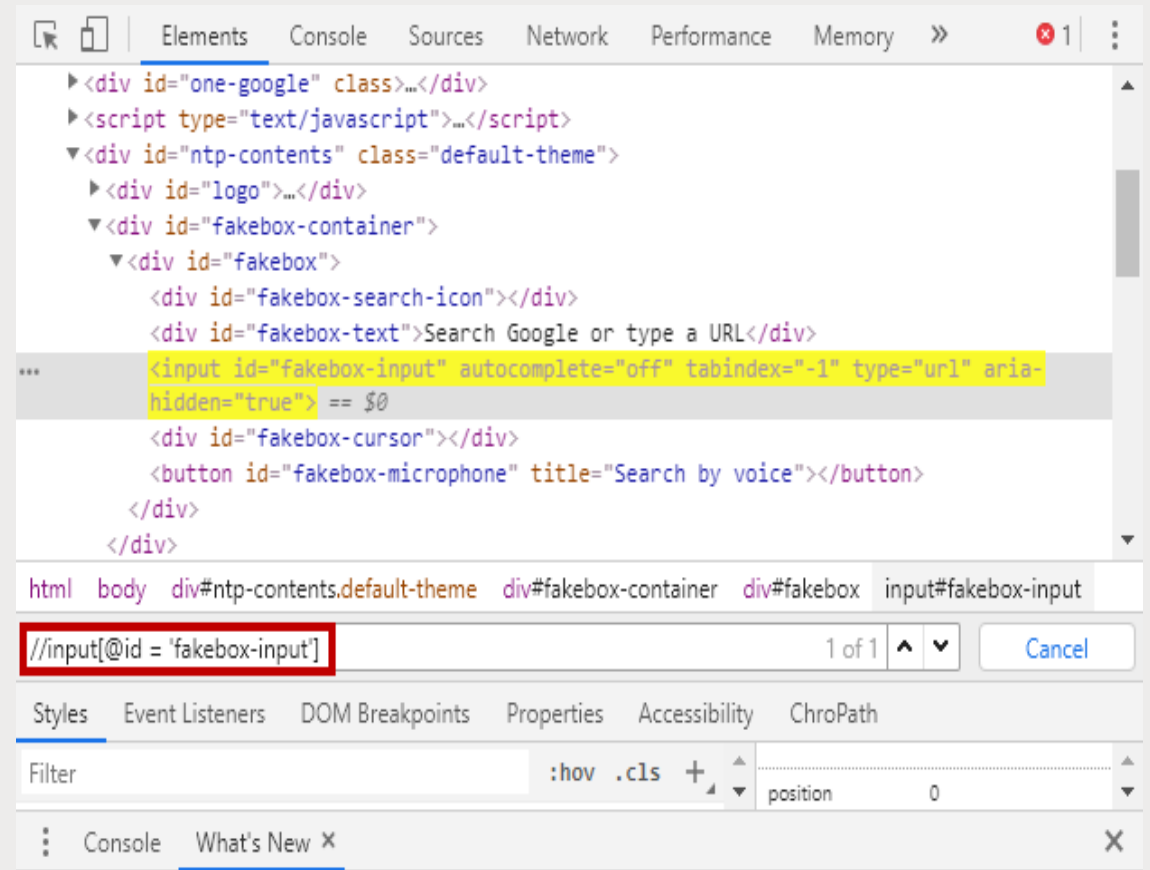 Elements Console Sources Network Performance Memory » 1
<div id="one-google" class>…</div>
<script type="text/javascript">…</script>
<div id="ntp-contents" class="default-theme">
<div id="logo">…</div>
<div id="fakebox-container">
<div id="fakebox">
<div id="fakebox-search-icon"></div>
<div id="fakebox-text">Search Google or type a URL</div>
<input id="fakebox-input" autocomplete="off" tabindex="-1" type="url" aria-
hidden="true"> == $0
<div id="fakebox-cursor"></div>
<button id="fakebox-microphone" title="Search by voice"></button>
</div>
</div>
html body div#ntp-contents.default-theme div#fakebox-container div#fakebox input#fakebox-input
//input[@id = 'fakebox-input'] 1 of 1 Cancel
Styles Event Listeners DOM Breakpoints Properties Accessibility ChroPath
Filter :hov .cls +
position 0
Console What's New ×